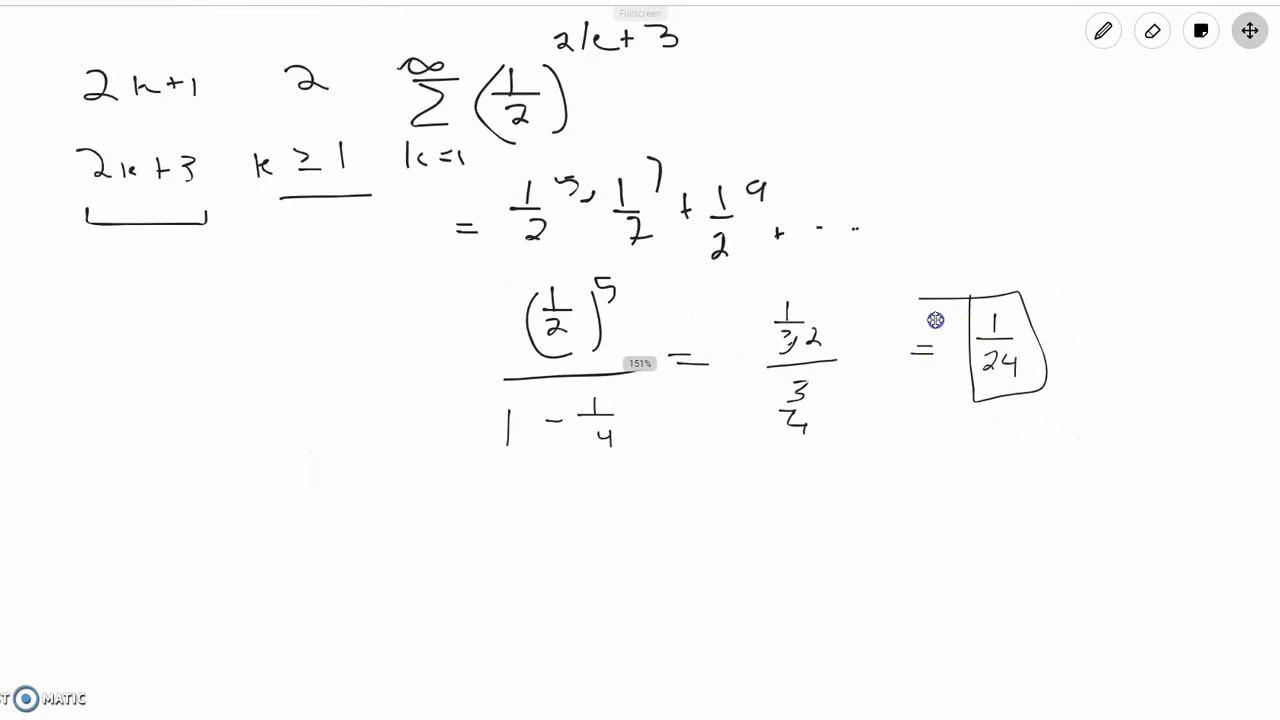 Fullscreen
2k+3
2k+1 2 ∞ Σ (1/2)
2k+3 k ≥ 1 k=1
= 1/2 5, 1/2 7 + 1/2 9 + ...
(1/2)5 / 1 - 1/4 = 1/32 / 3/4 = 1/24
151%
MATIC